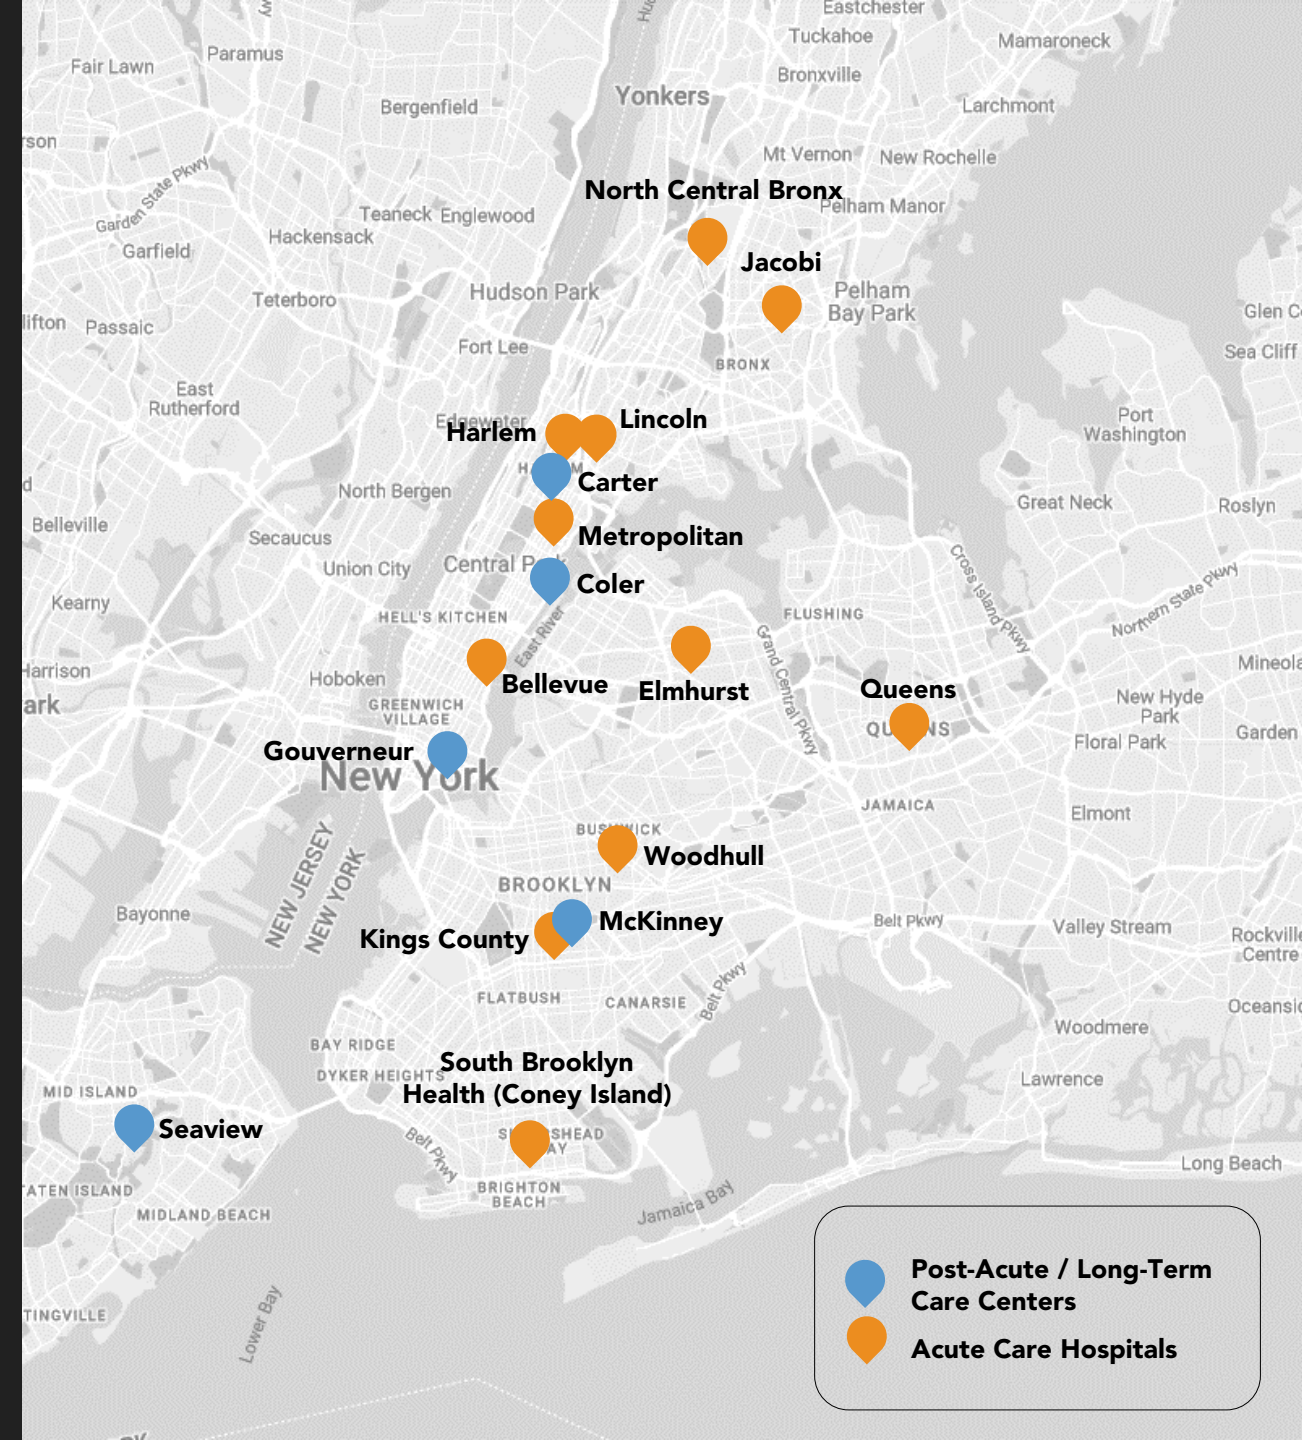 Eastchester
Tuckahoe
Mamaroneck
Paramus
Fair Lawn
Bronxville
Yonkers
Bergenfield
Larchmont
Mt Vernon
New Rochelle
Garden State Pkwy
North Central Bronx
Pelham Manor
Teaneck
Englewood
Hackensack
Garfield
Jacobi
Hudson Park
Pelham
Bay Park
Teterboro
Passaic
Fort Lee
Sea Cliff
BRONX
East
Rutherford
Edgewater
Harlem
Lincoln
Port
Washington
Carter
North Bergen
Great Neck
Roslyn
Belleville
Secaucus
Metropolitan
Union City
Central
Coler
Cross Island Pkwy
Northern State Pkwy
Kearny
HELL'S KITCHEN
East River
FLUSHING
Grand Central Pkwy
Hoboken
Bellevue
Elmhurst
Queens
New Hyde
Park
GREENWICH
VILLAGE
Floral Park
Garden
Gouverneur
New York
JAMAICA
Elmont
Woodhull
NEW JERSEY
NEW YORK
BROOKLYN
Bayonne
McKinney
Kings County
Belt Pkwy
Valley Stream
Rockville
Centre
FLATBUSH
CANARSIE
Belt Pkwy
Woodmere
BAY RIDGE
South Brooklyn
Health (Coney Island)
DYKER HEIGHTS
Lawrence
MID ISLAND
Seaview
Belt Pkwy
BRIGHTON
BEACH
Jamaica Bay
Long Beach
MIDLAND BEACH
Lower Bay
Post-Acute / Long-Term
Care Centers
Acute Care Hospitals